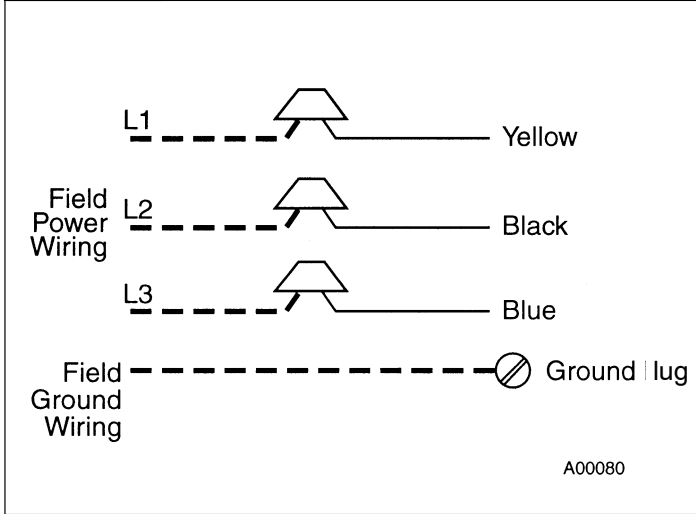 L1
Yellow
Field
Power
Wiring
L2
Black
L3
Blue
Field
Ground
Wiring
Ground lug
A00080